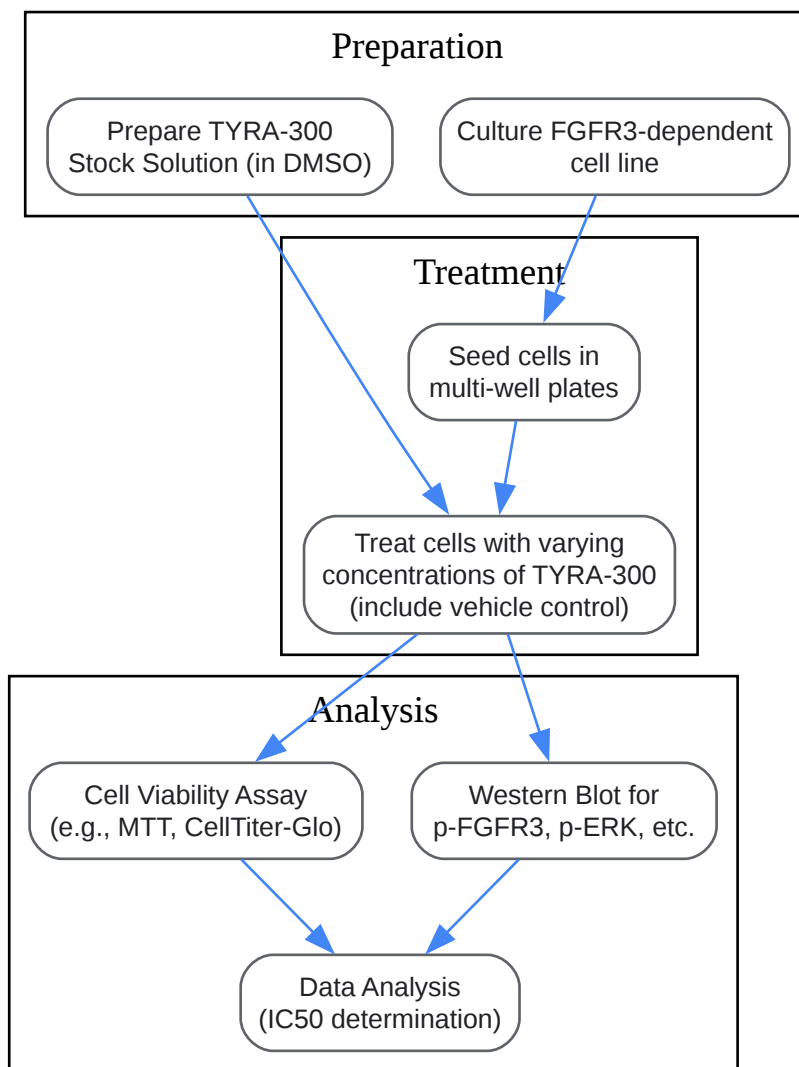 Preparation
Prepare TYRA-300
Stock Solution (in DMSO)
Culture FGFR3-dependent
cell line
Treatment
Seed cells in
multi-well plates
Treat cells with varying
concentrations of TYRA-300
(include vehicle control)
Analysis
Cell Viability Assay
(e.g., MTT, CellTiter-Glo)
Western Blot for
p-FGFR3, p-ERK, etc.
Data Analysis
(IC50 determination)